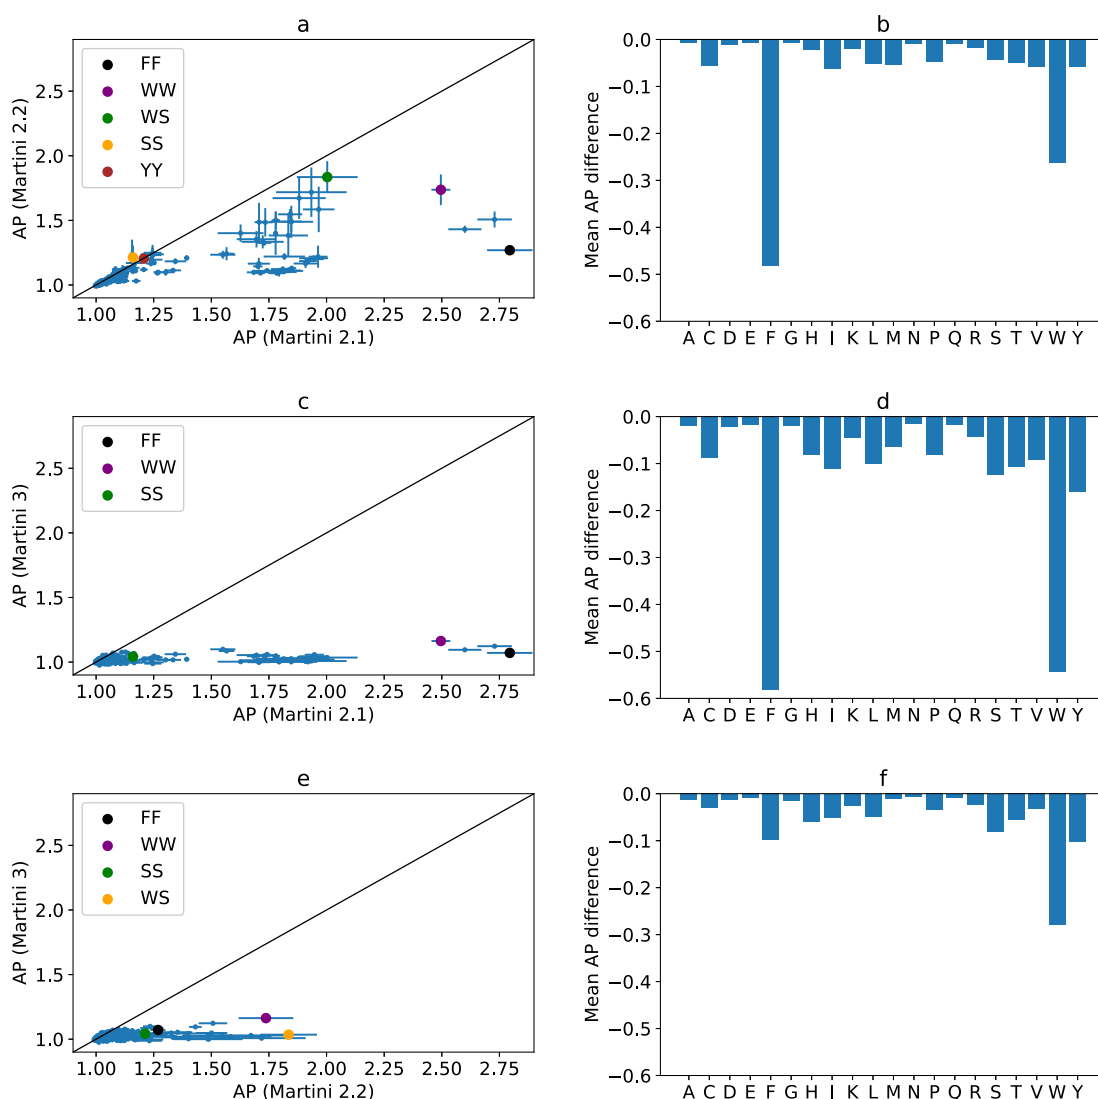 a
AP (Martini 2.2)
2.5
2.0
1.5
1.0
FF
WW
WS
SS
YY
1.00 1.25 1.50 1.75 2.00 2.25 2.50 2.75
AP (Martini 2.1)
b
Mean AP difference
0.0
−0.1
−0.2
−0.3
−0.4
−0.5
−0.6
A C D E F G H I K L M N P Q R S T V W Y
c
AP (Martini 3)
2.5
2.0
1.5
1.0
FF
WW
SS
1.00 1.25 1.50 1.75 2.00 2.25 2.50 2.75
AP (Martini 2.1)
d
Mean AP difference
0.0
−0.1
−0.2
−0.3
−0.4
−0.5
−0.6
A C D E F G H I K L M N P Q R S T V W Y
e
AP (Martini 3)
2.5
2.0
1.5
1.0
FF
WW
SS
WS
1.00 1.25 1.50 1.75 2.00 2.25 2.50 2.75
AP (Martini 2.2)
f
Mean AP difference
0.0
−0.1
−0.2
−0.3
−0.4
−0.5
−0.6
A C D E F G H I K L M N P Q R S T V W Y